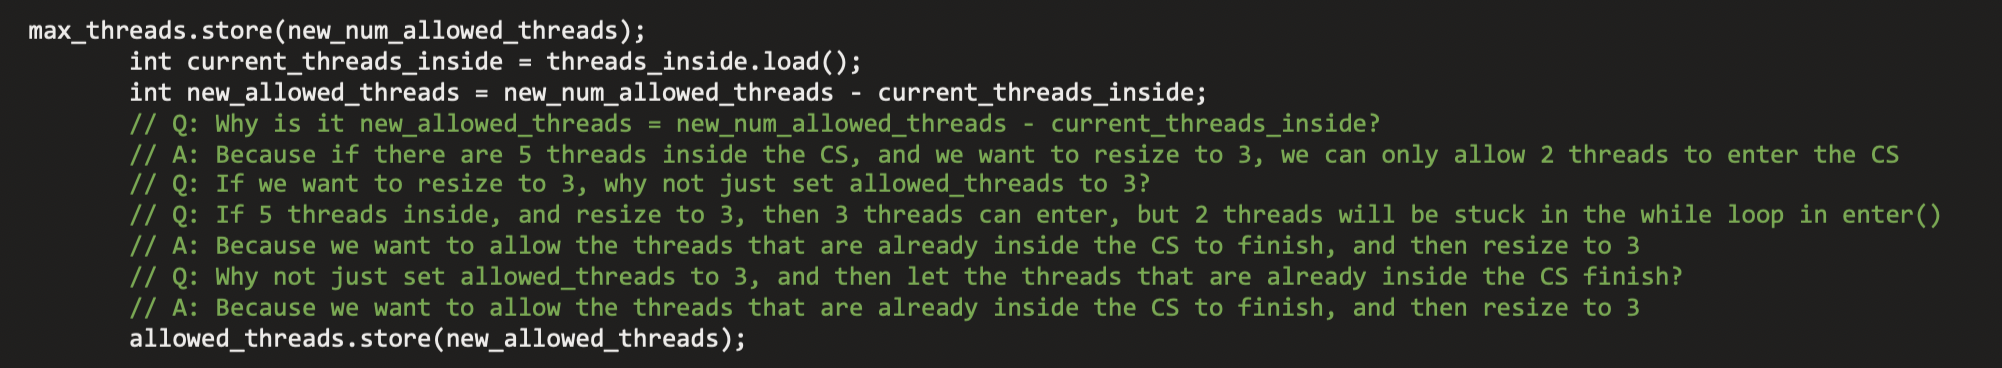 max_threads.store(new_num_allowed_threads);
int current_threads_inside = threads_inside.load();
int new_allowed_threads = new_num_allowed_threads - current_threads_inside;
// Q: Why is it new_allowed_threads = new_num_allowed_threads - current_threads_inside?
// A: Because if there are 5 threads inside the CS, and we want to resize to 3, we can only allow 2 threads to enter the CS
// Q: If we want to resize to 3, why not just set allowed_threads to 3?
// Q: If 5 threads inside, and resize to 3, then 3 threads can enter, but 2 threads will be stuck in the while loop in enter()
// A: Because we want to allow the threads that are already inside the CS to finish, and then resize to 3
// Q: Why not just set allowed_threads to 3, and then let the threads that are already inside the CS finish?
// A: Because we want to allow the threads that are already inside the CS to finish, and then resize to 3
allowed_threads.store(new_allowed_threads);